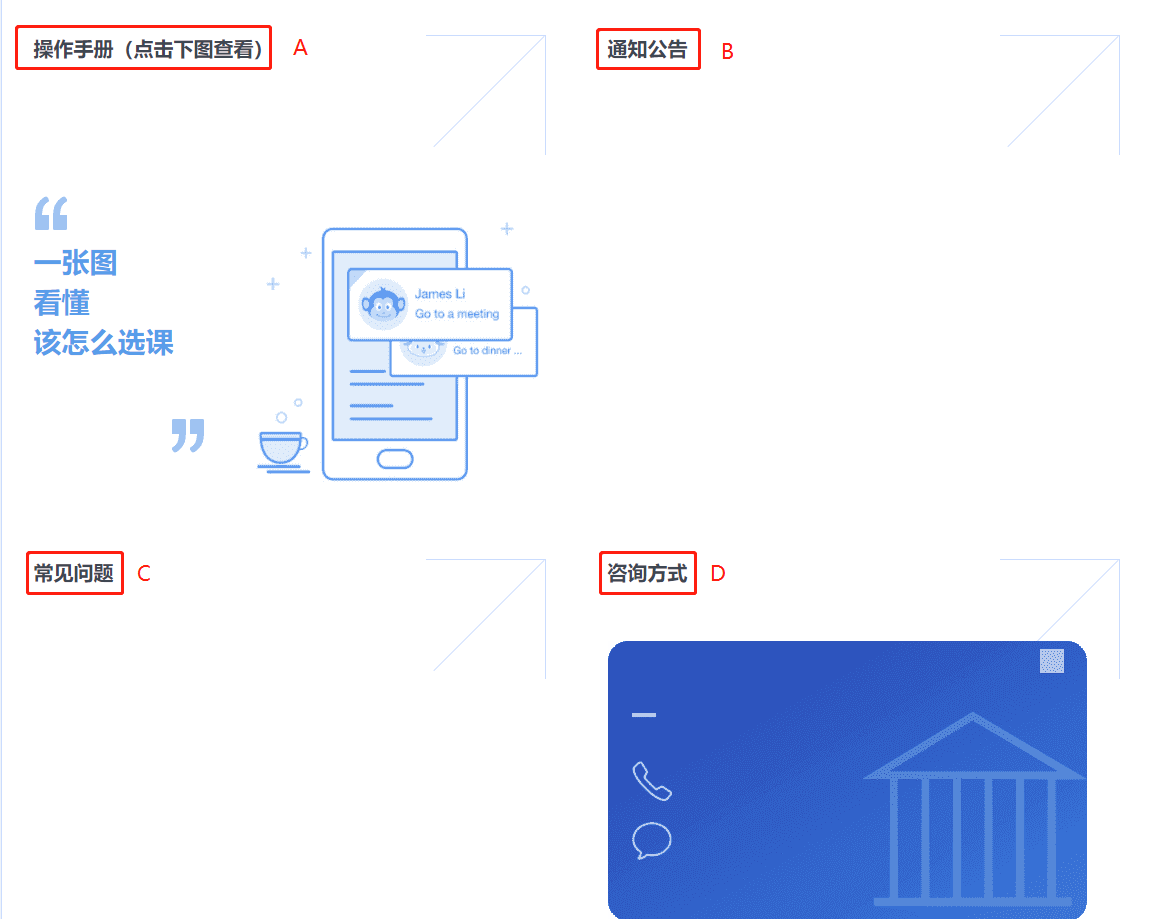 操作手册（点击下图查看） A
通知公告 B
“
一张图
看懂
该怎么选课
”
James Li
Go to a meeting
Go to dinner ...
常见问题 C
咨询方式 D